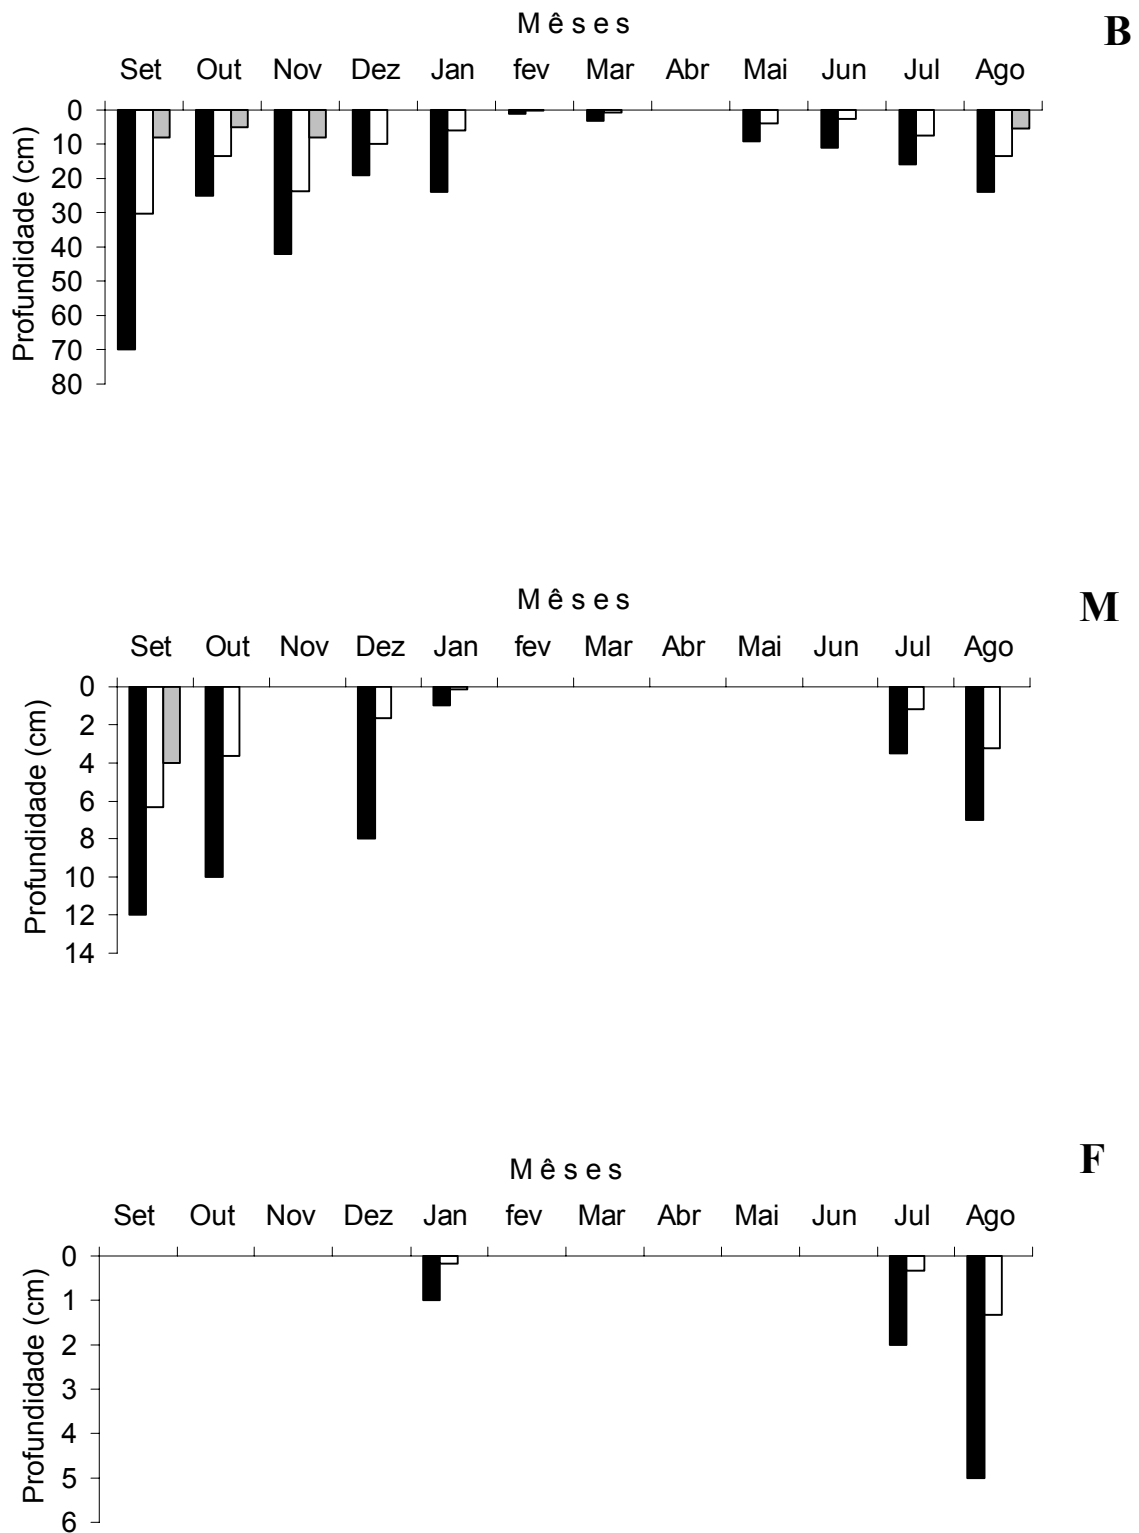 M ê s e s
B
Set Out Nov Dez Jan fev Mar Abr Mai Jun Jul Ago
0
10
20
30
40
50
60
70
80
Profundidade (cm)
M ê s e s
M
Set Out Nov Dez Jan fev Mar Abr Mai Jun Jul Ago
0
2
4
6
8
10
12
14
Profundidade (cm)
M ê s e s
F
Set Out Nov Dez Jan fev Mar Abr Mai Jun Jul Ago
0
1
2
3
4
5
6
Profundidade (cm)